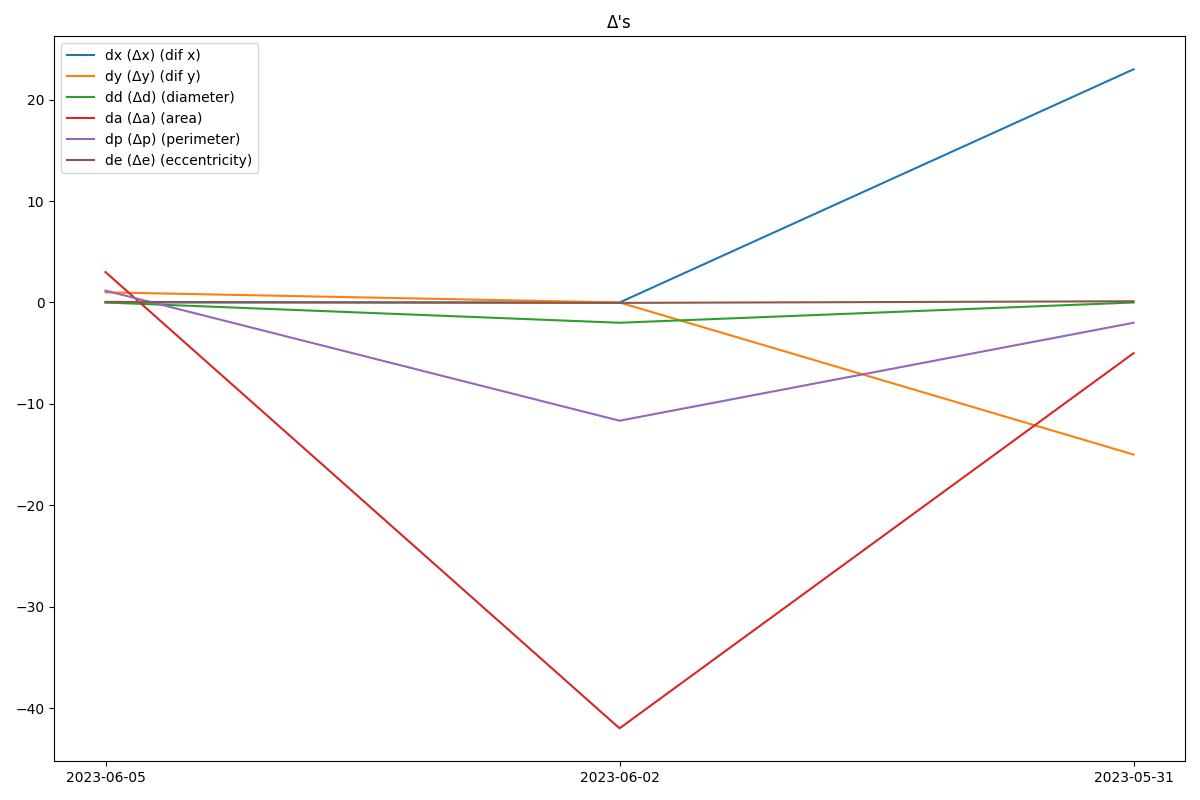 Δ's
dx (Δx) (dif x)
dy (Δy) (dif y)
dd (Δd) (diameter)
da (Δa) (area)
dp (Δp) (perimeter)
de (Δe) (eccentricity)
20
10
0
−10
−20
−30
−40
2023-06-05 2023-06-02 2023-05-31